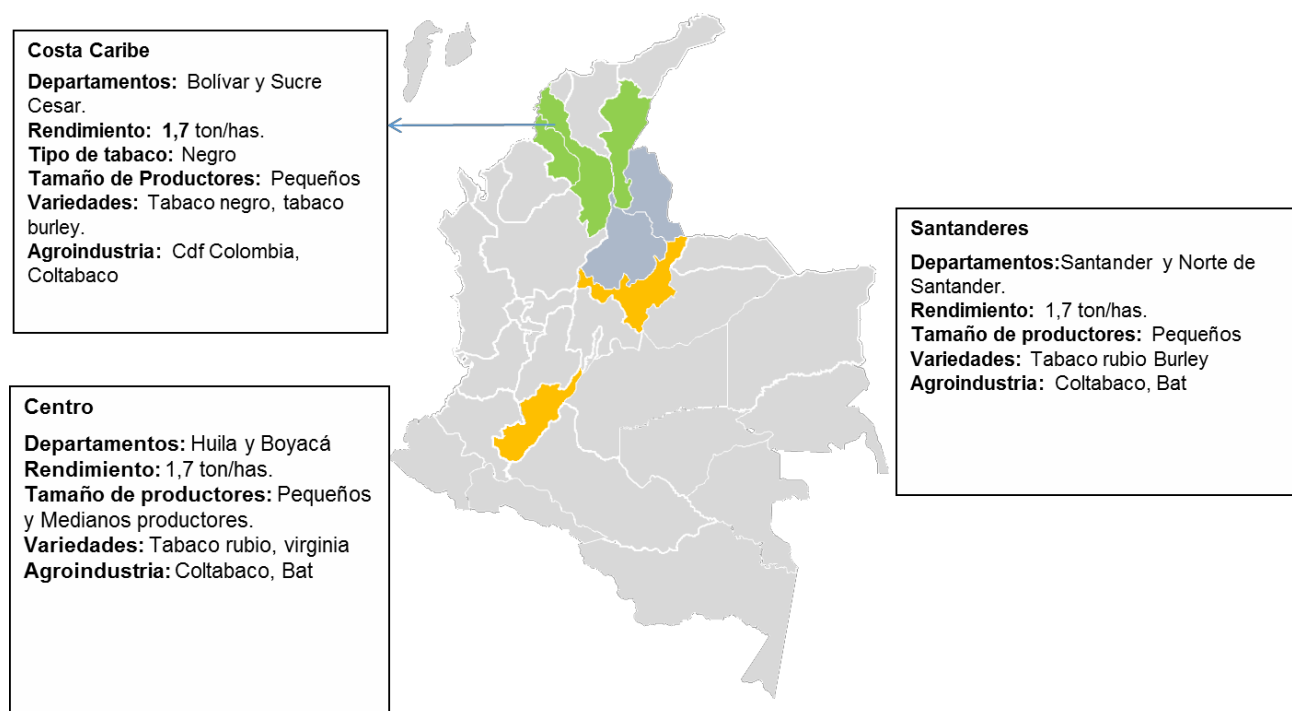 Costa Caribe
Departamentos: Bolívar y Sucre
Cesar.
Rendimiento: 1,7 ton/has.
Tipo de tabaco: Negro
Tamaño de Productores: Pequeños
Variedades: Tabaco negro, tabaco
burley.
Agroindustria: Cdf Colombia,
Coltabaco
Centro
Departamentos: Huila y Boyacá
Rendimiento: 1,7 ton/has.
Tamaño de productores: Pequeños
y Medianos productores.
Variedades: Tabaco rubio, virginia
Agroindustria: Coltabaco, Bat
Santanderes
Departamentos:Santander y Norte de
Santander.
Rendimiento: 1,7 ton/has.
Tamaño de productores: Pequeños
Variedades: Tabaco rubio Burley
Agroindustria: Coltabaco, Bat